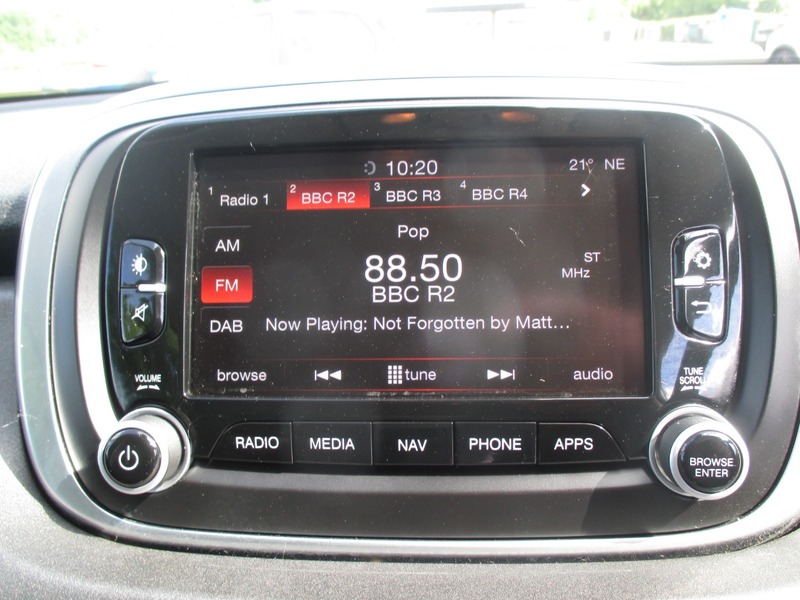 10:20 21° NE
1 Radio 1 2 BBC R2 3 BBC R3 4 BBC R4
Pop
AM
88.50 MHz ST
FM
BBC R2
DAB Now Playing: Not Forgotten by Matt...
browse tune audio
VOLUME
TUNE
SCROLL
RADIO MEDIA NAV PHONE APPS
BROWSE
ENTER